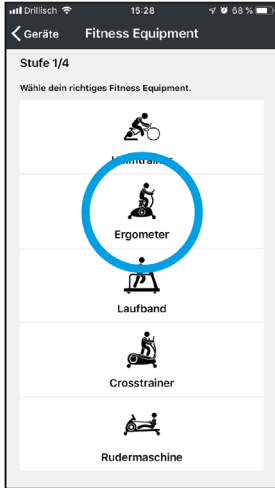 Drillisch 15:28 68 %
Geräte Fitness Equipment
Stufe 1/4
Wähle dein richtiges Fitness Equipment.
Ergometer
Laufband
Crosstrainer
Rudermaschine